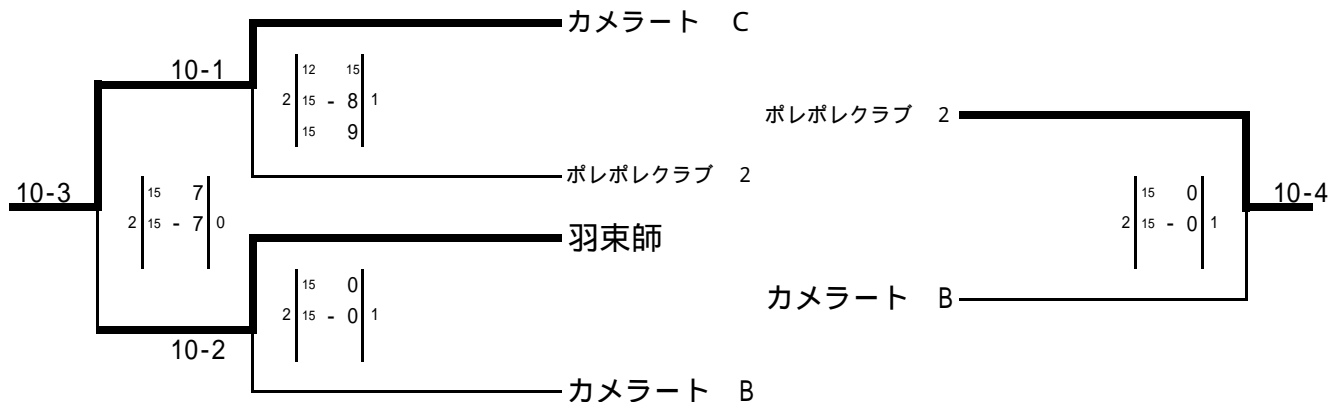 カメラート C
10-1
12 15
2 15 - 8 1
15 9
ポレポレクラブ 2
10-3
15 7
2 15 - 7 0
羽束師
15 0
2 15 - 0 1
10-2
カメラート B
ポレポレクラブ 2
15 0
2 15 - 0 1
10-4
カメラート B